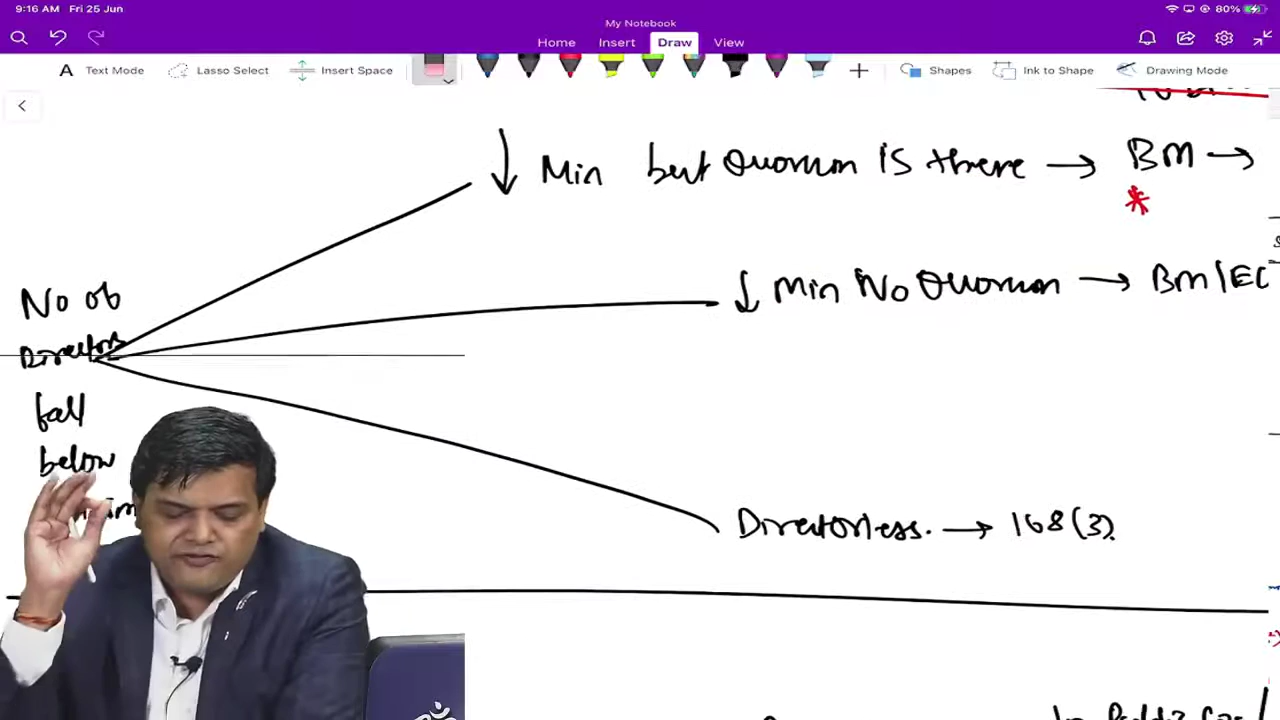 9:16 AM Fri 25 Jun
80%
My Notebook
Home Insert Draw View
A Text Mode Lasso Select Insert Space Shapes Ink to Shape Drawing Mode
↓ Min but Quorum is there → BM →
*
↓ Min No Quorum → BM/EG
No of
Directors
fall
below
Directorless. → 168(3).